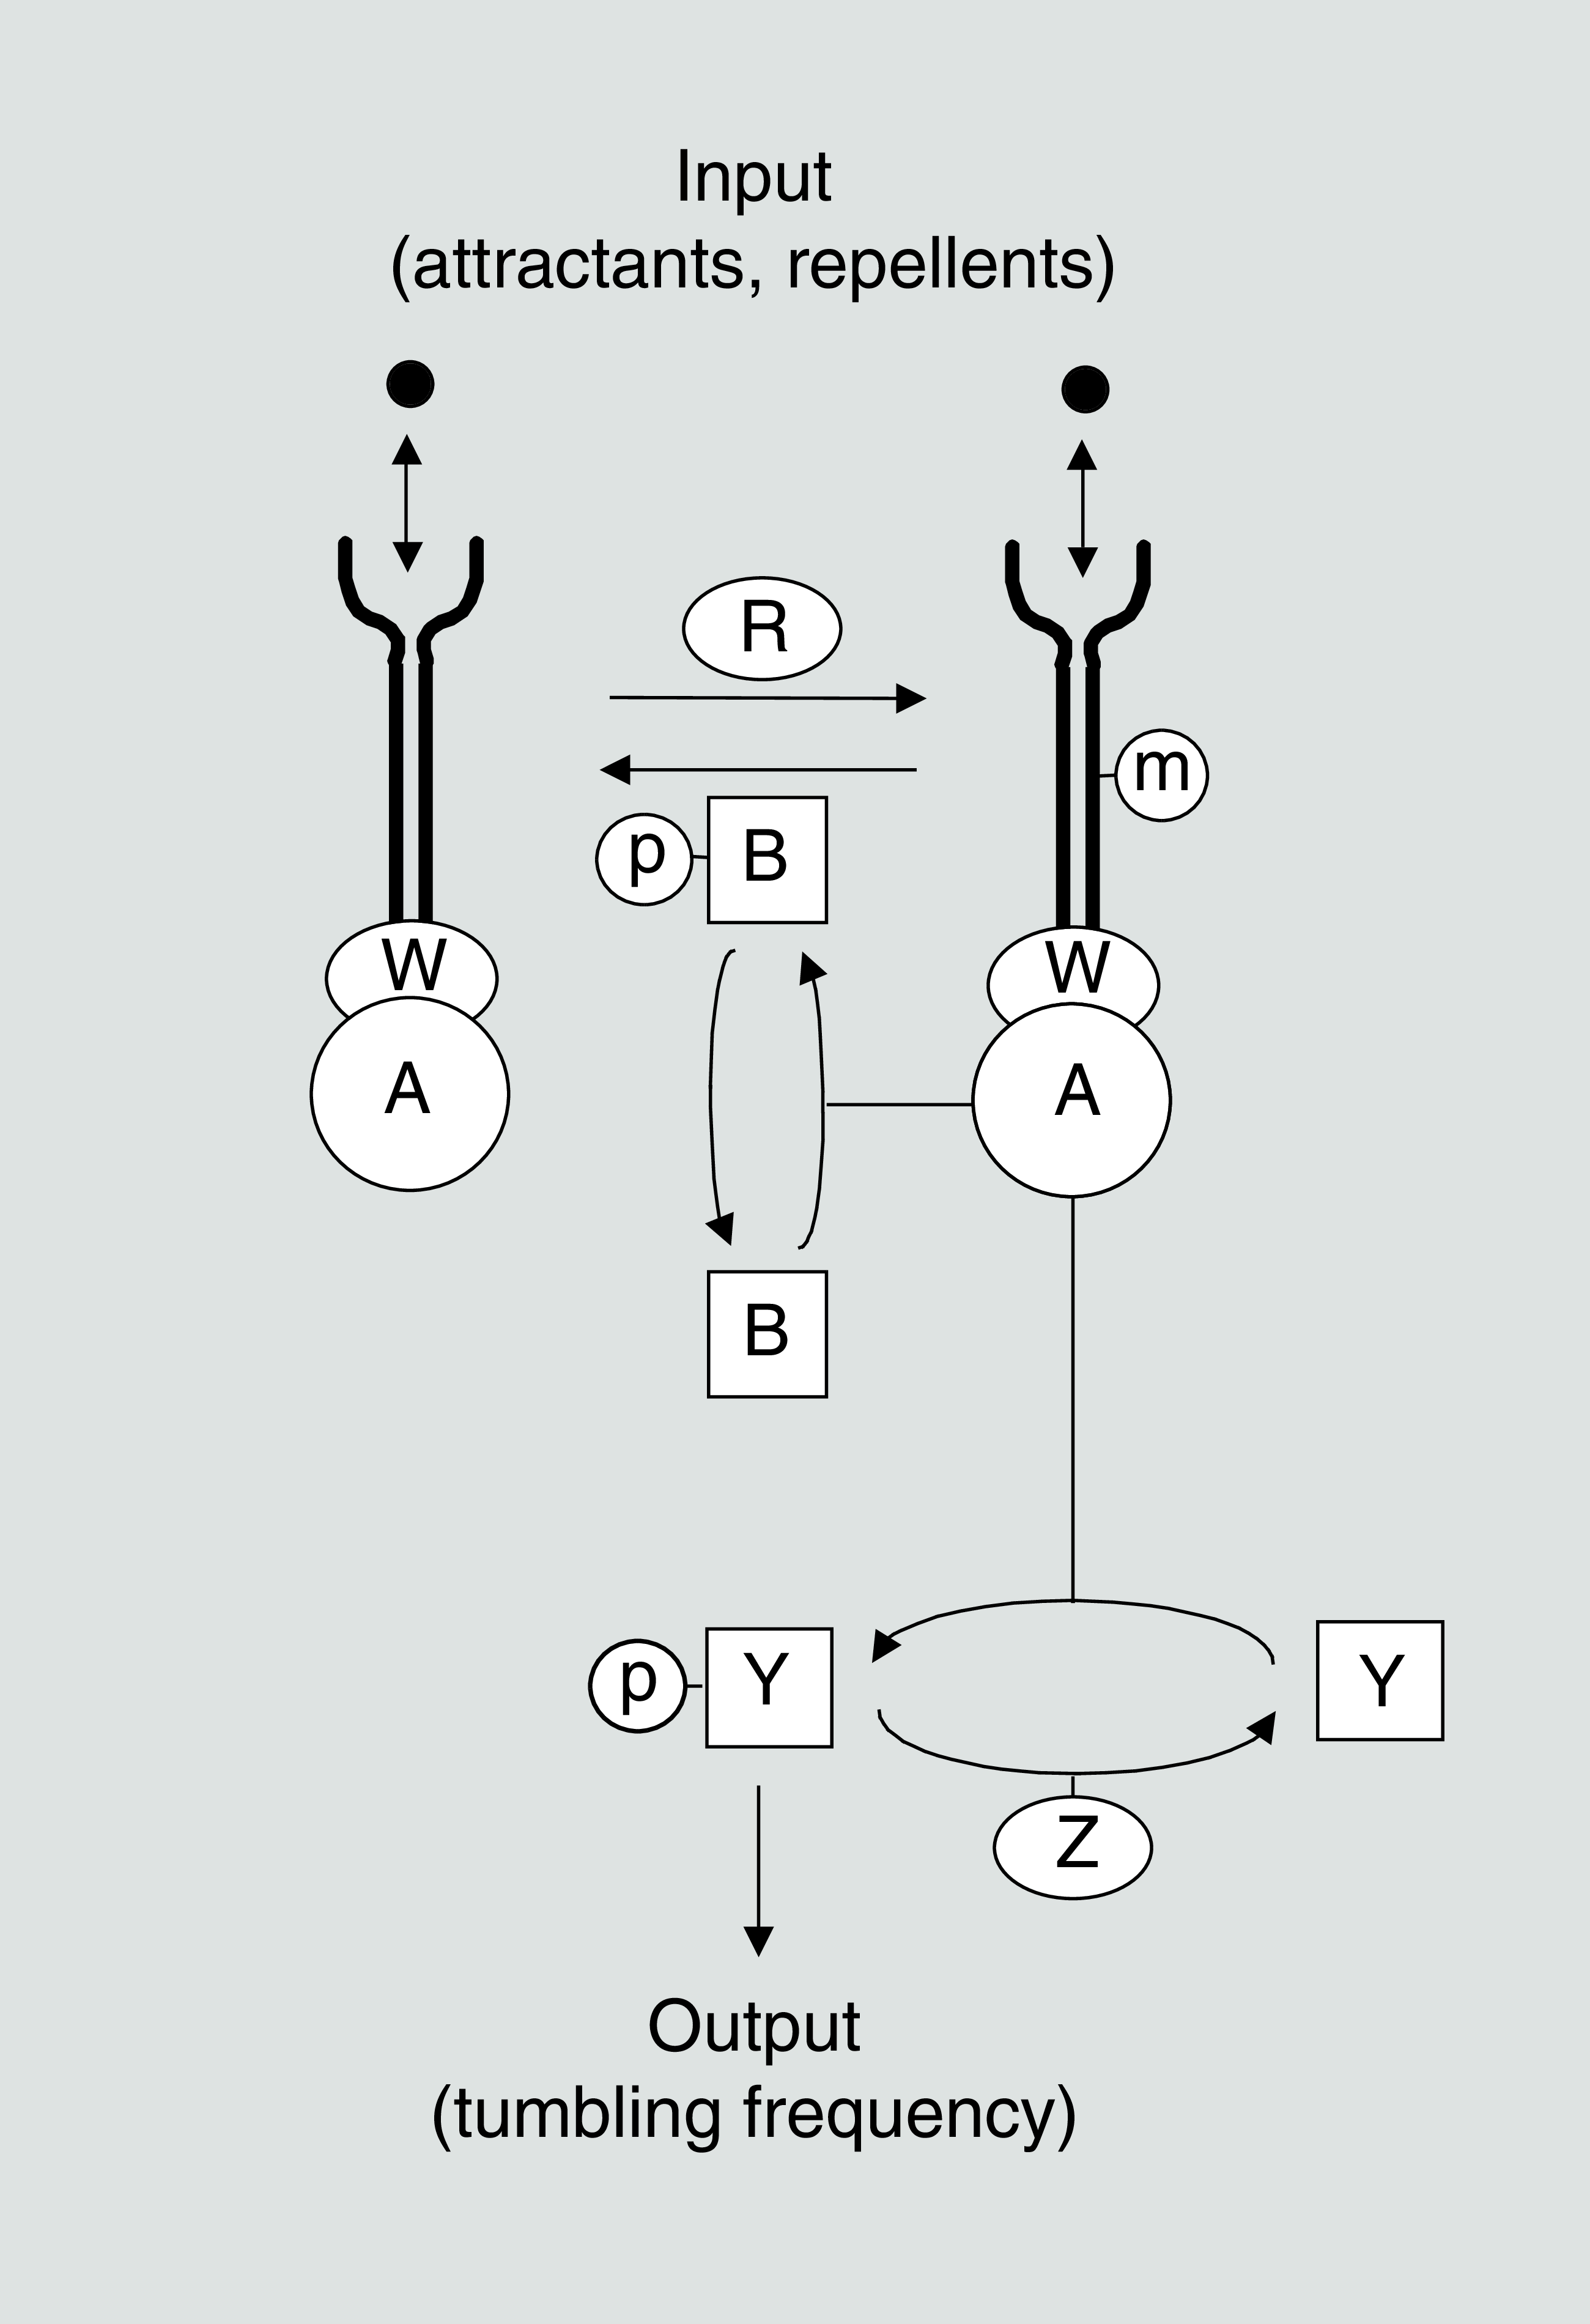 Input
(attractants, repellents)
R
m
p
B
W
W
A
A
B
p
Y
Y
Z
Output
(tumbling frequency)